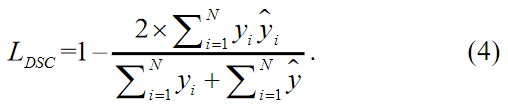 L_{DSC} = 1 - \frac{2 \times \sum_{i=1}^{N} y_i \hat{y}_i}{\sum_{i=1}^{N} y_i + \sum_{i=1}^{N} \hat{y}} . (4)